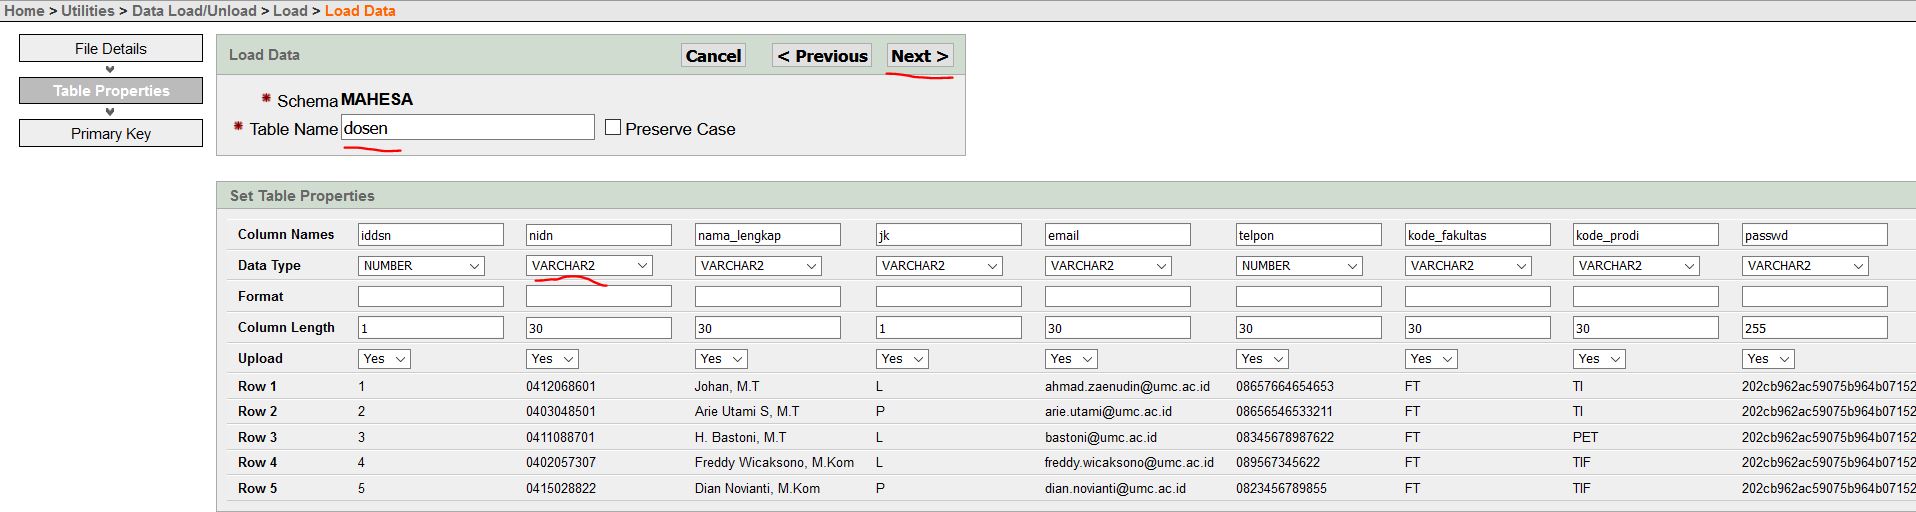 Home > Utilities > Data Load/Unload > Load > Load Data
File Details
Table Properties
Primary Key
Load Data Cancel < Previous Next >
* Schema MAHESA
* Table Name dosen Preserve Case
Set Table Properties
Column Names iddsn nidn nama_lengkap jk email telpon kode_fakultas kode_prodi passwd
Data Type NUMBER VARCHAR2 VARCHAR2 VARCHAR2 VARCHAR2 NUMBER VARCHAR2 VARCHAR2 VARCHAR2
Format
Column Length 1 30 30 1 30 30 30 30 255
Upload Yes Yes Yes Yes Yes Yes Yes Yes Yes
Row 1 1 0412068601 Johan, M.T L ahmad.zaenudin@umc.ac.id 08657664654653 FT TI 202cb962ac59075b964b07152
Row 2 2 0403048501 Arie Utami S, M.T P arie.utami@umc.ac.id 08656546533211 FT TI 202cb962ac59075b964b07152
Row 3 3 0411088701 H. Bastoni, M.T L bastoni@umc.ac.id 08345678987622 FT PET 202cb962ac59075b964b07152
Row 4 4 0402057307 Freddy Wicaksono, M.Kom L freddy.wicaksono@umc.ac.id 089567345622 FT TIF 202cb962ac59075b964b07152
Row 5 5 0415028822 Dian Novianti, M.Kom P dian.novianti@umc.ac.id 0823456789855 FT TIF 202cb962ac59075b964b07152